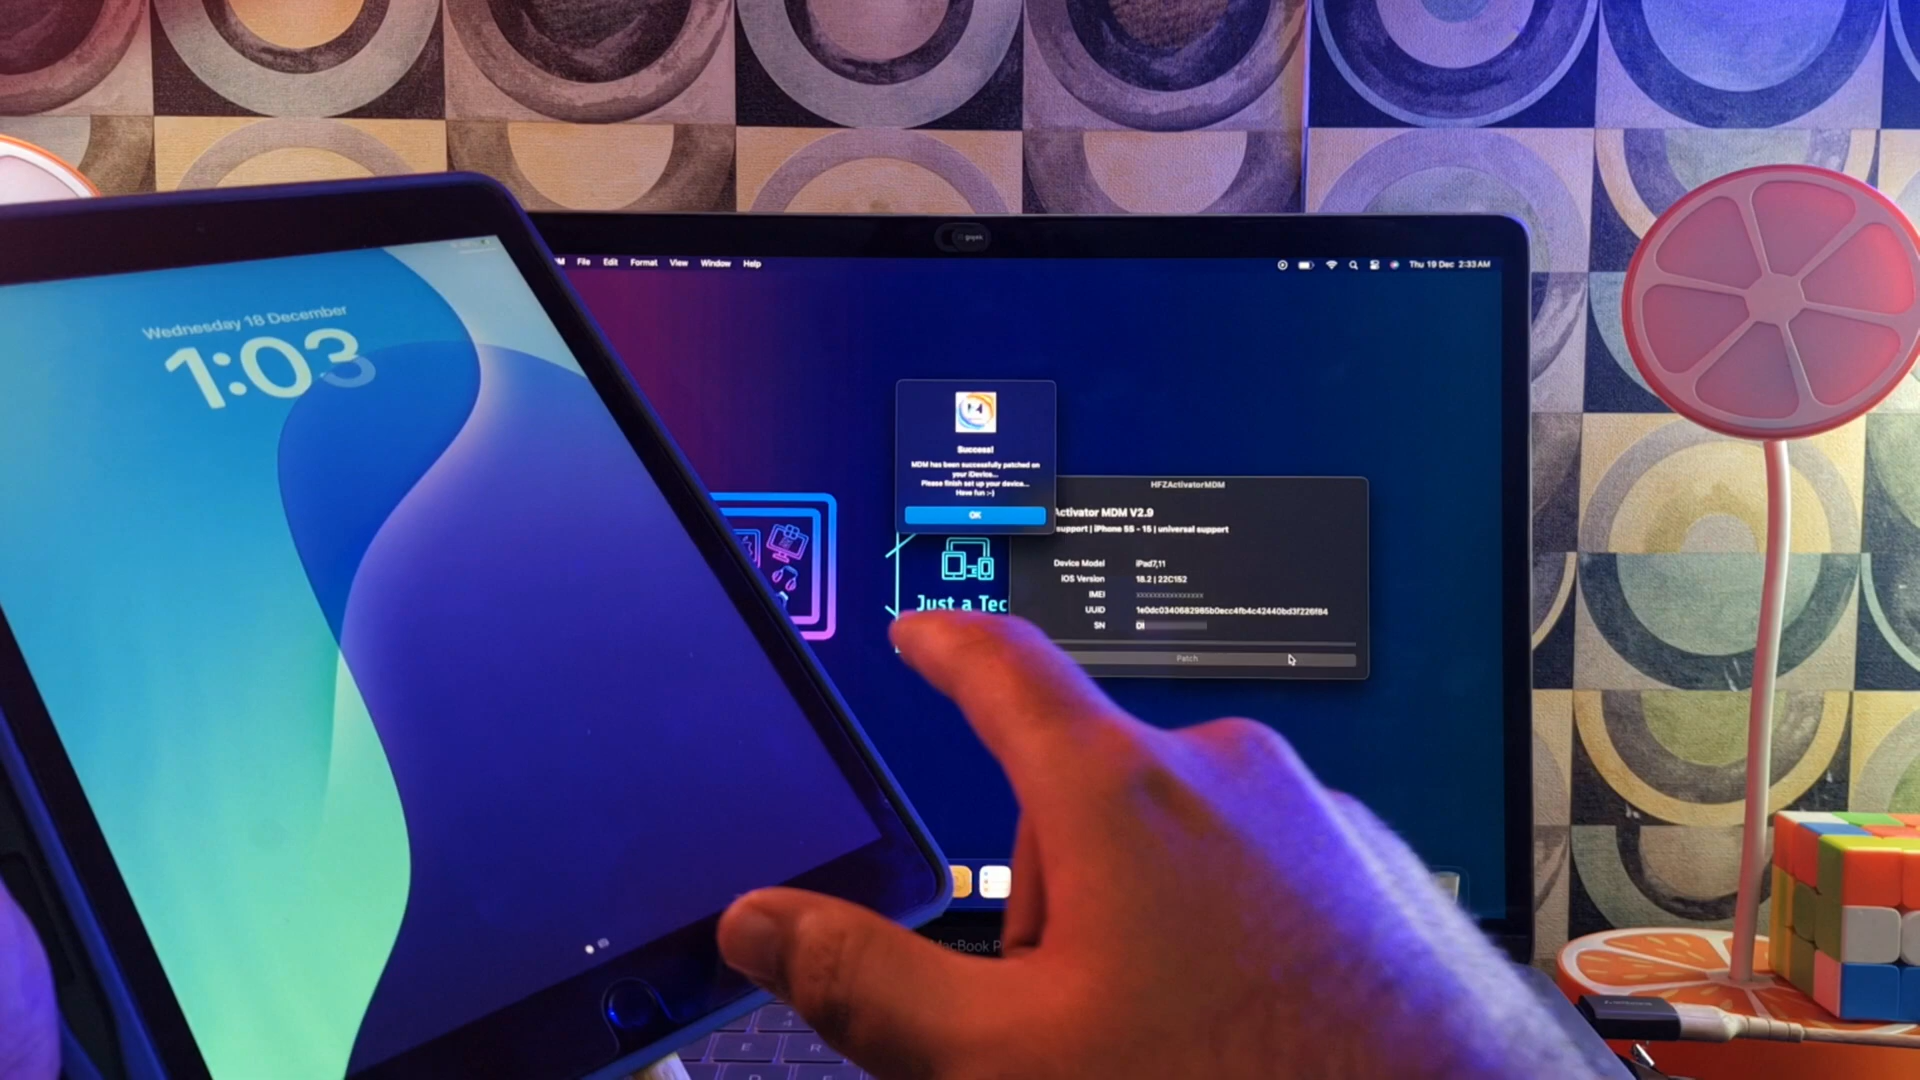 Wednesday 18 December
1:03
File Edit Format View Window Help
Thu 19 Dec 2:33 AM
Success!
MDM has been successfully patched on
your iDevice...
Please finish set up your device...
Have fun :-)
OK
HFZActivatorMDM
Activator MDM V2.9
support | iPhone 5S - 15 | universal support
Device Model iPad7,11
iOS Version 18.2 | 22C152
IMEI
UUID 1e0dc0340682985b0ecc4fb4c42440bd3f226f84
SN DI
Patch
Just a Tec
MacBook P
E R